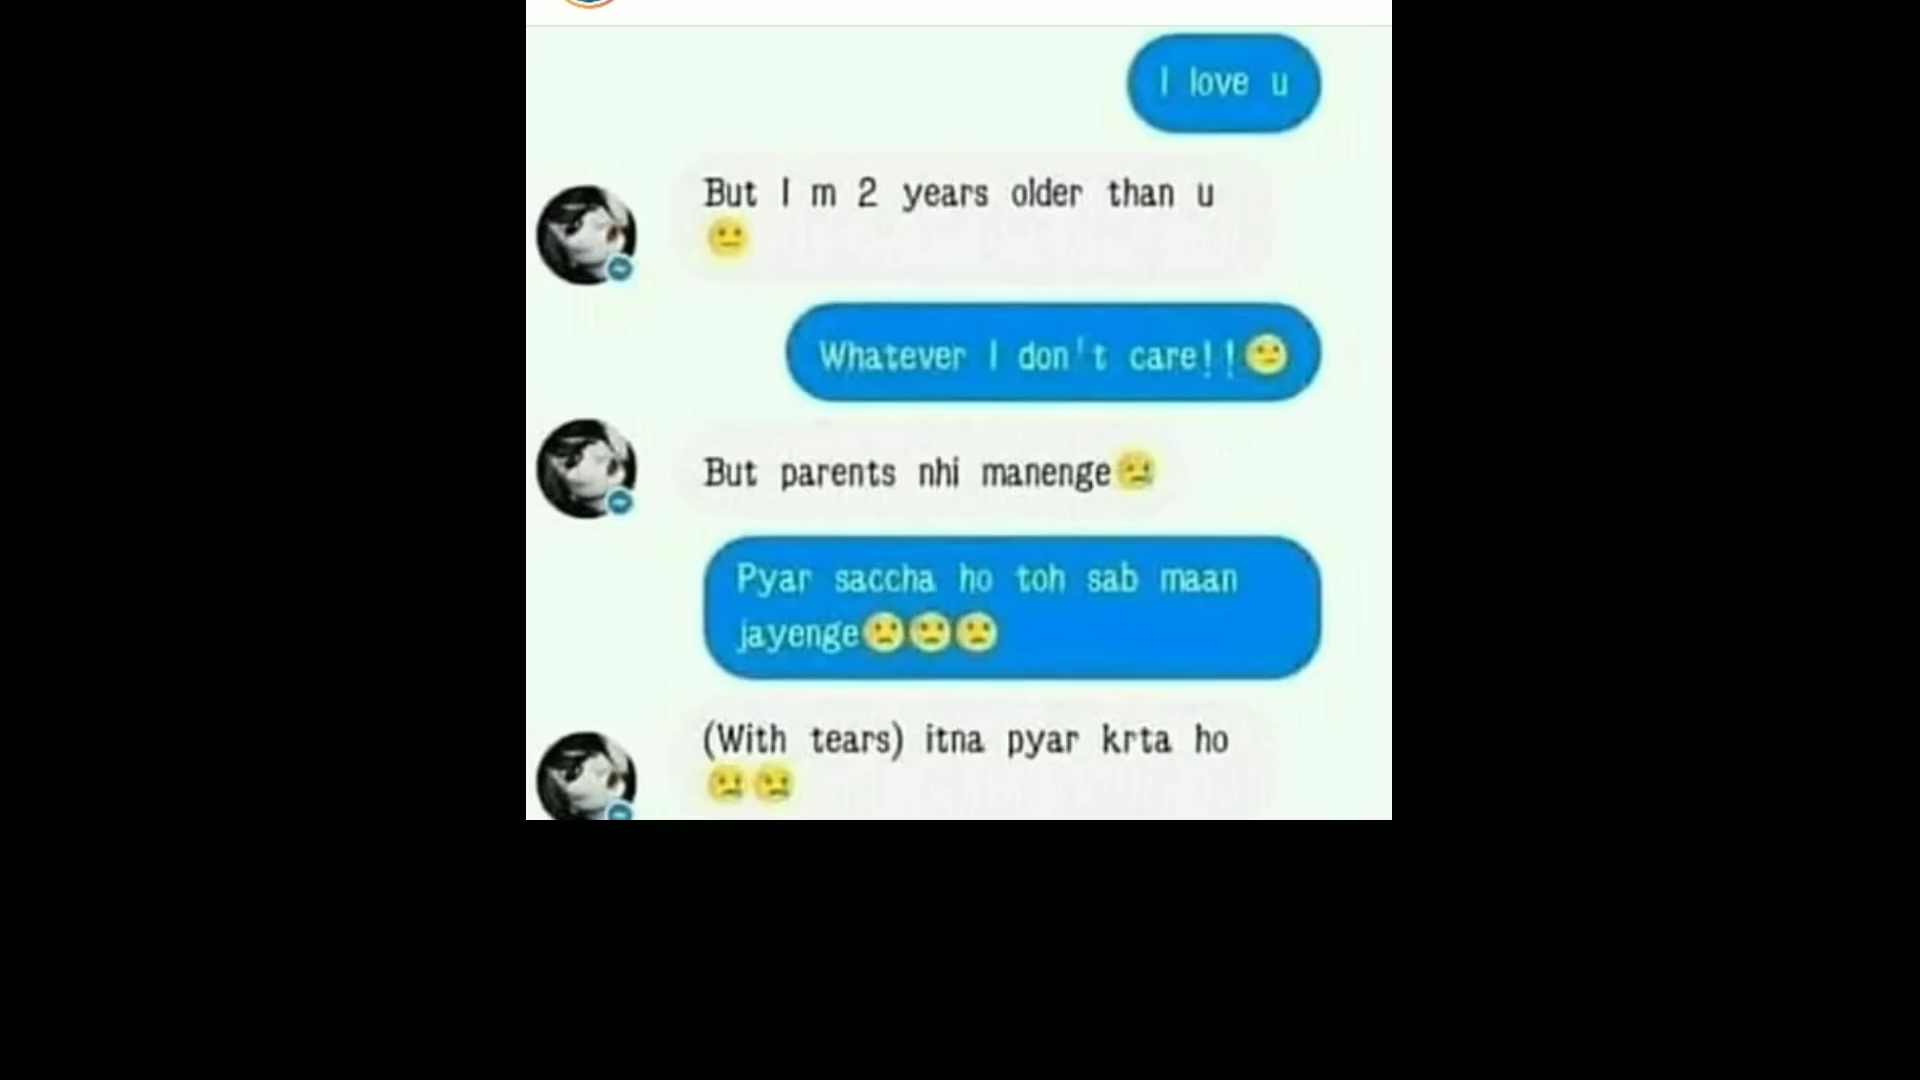 I love u
But I m 2 years older than u
😐
Whatever I don't care!!😐
But parents nhi manenge😢
Pyar saccha ho toh sab maan
jayenge🙁🙁🙁
(With tears) itna pyar krta ho
😢😢